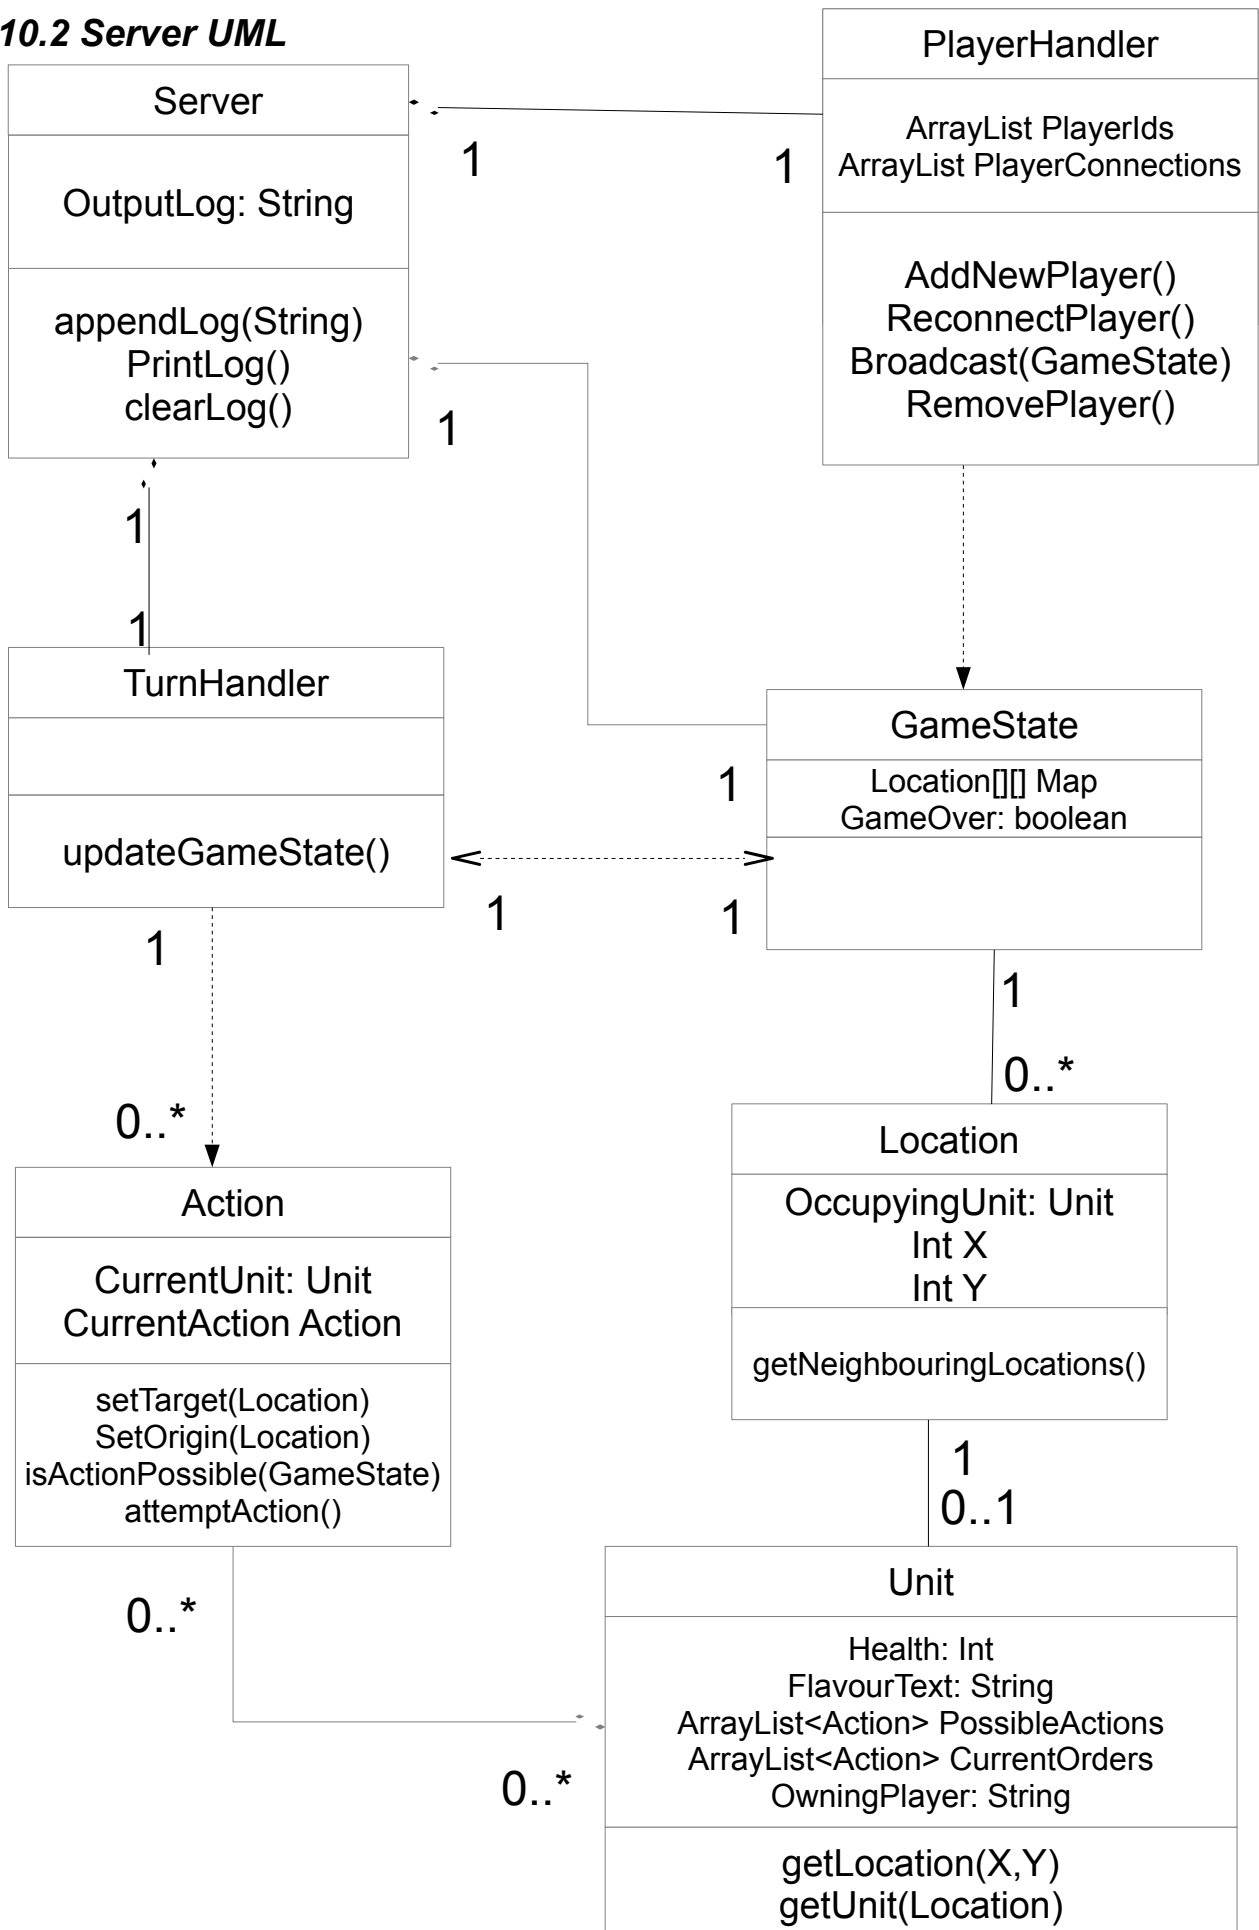 10.2 Server UML
Server
OutputLog: String
appendLog(String)
PrintLog()
clearLog()
1
1
PlayerHandler
ArrayList PlayerIds
ArrayList PlayerConnections
AddNewPlayer()
ReconnectPlayer()
Broadcast(GameState)
RemovePlayer()
1
1
1
TurnHandler
updateGameState()
1
GameState
Location[][] Map
GameOver: boolean
1
1
1
0..*
1
0..*
Action
CurrentUnit: Unit
CurrentAction Action
setTarget(Location)
SetOrigin(Location)
isActionPossible(GameState)
attemptAction()
Location
OccupyingUnit: Unit
Int X
Int Y
getNeighbouringLocations()
1
0..1
0..*
0..*
Unit
Health: Int
FlavourText: String
ArrayList<Action> PossibleActions
ArrayList<Action> CurrentOrders
OwningPlayer: String
getLocation(X,Y)
getUnit(Location)